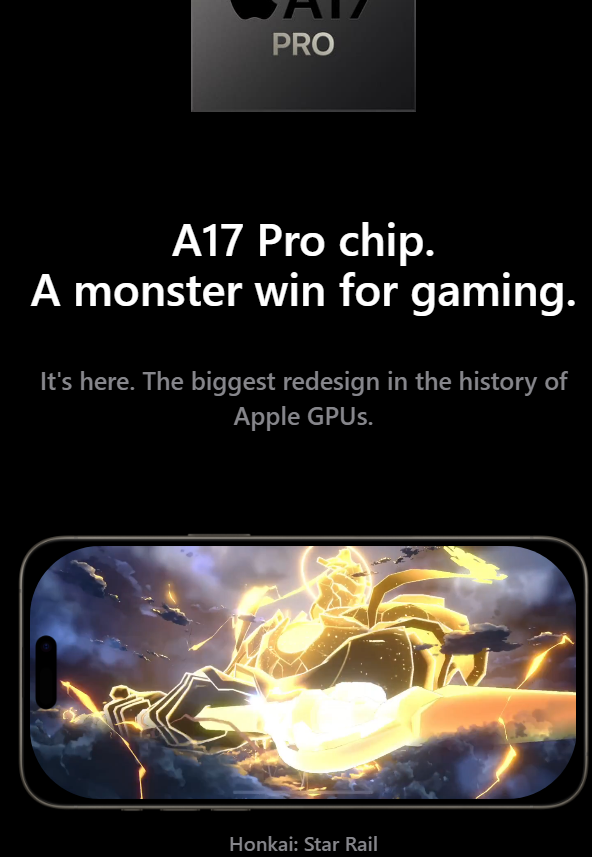 A17
PRO
A17 Pro chip.
A monster win for gaming.
It's here. The biggest redesign in the history of
Apple GPUs.
Honkai: Star Rail